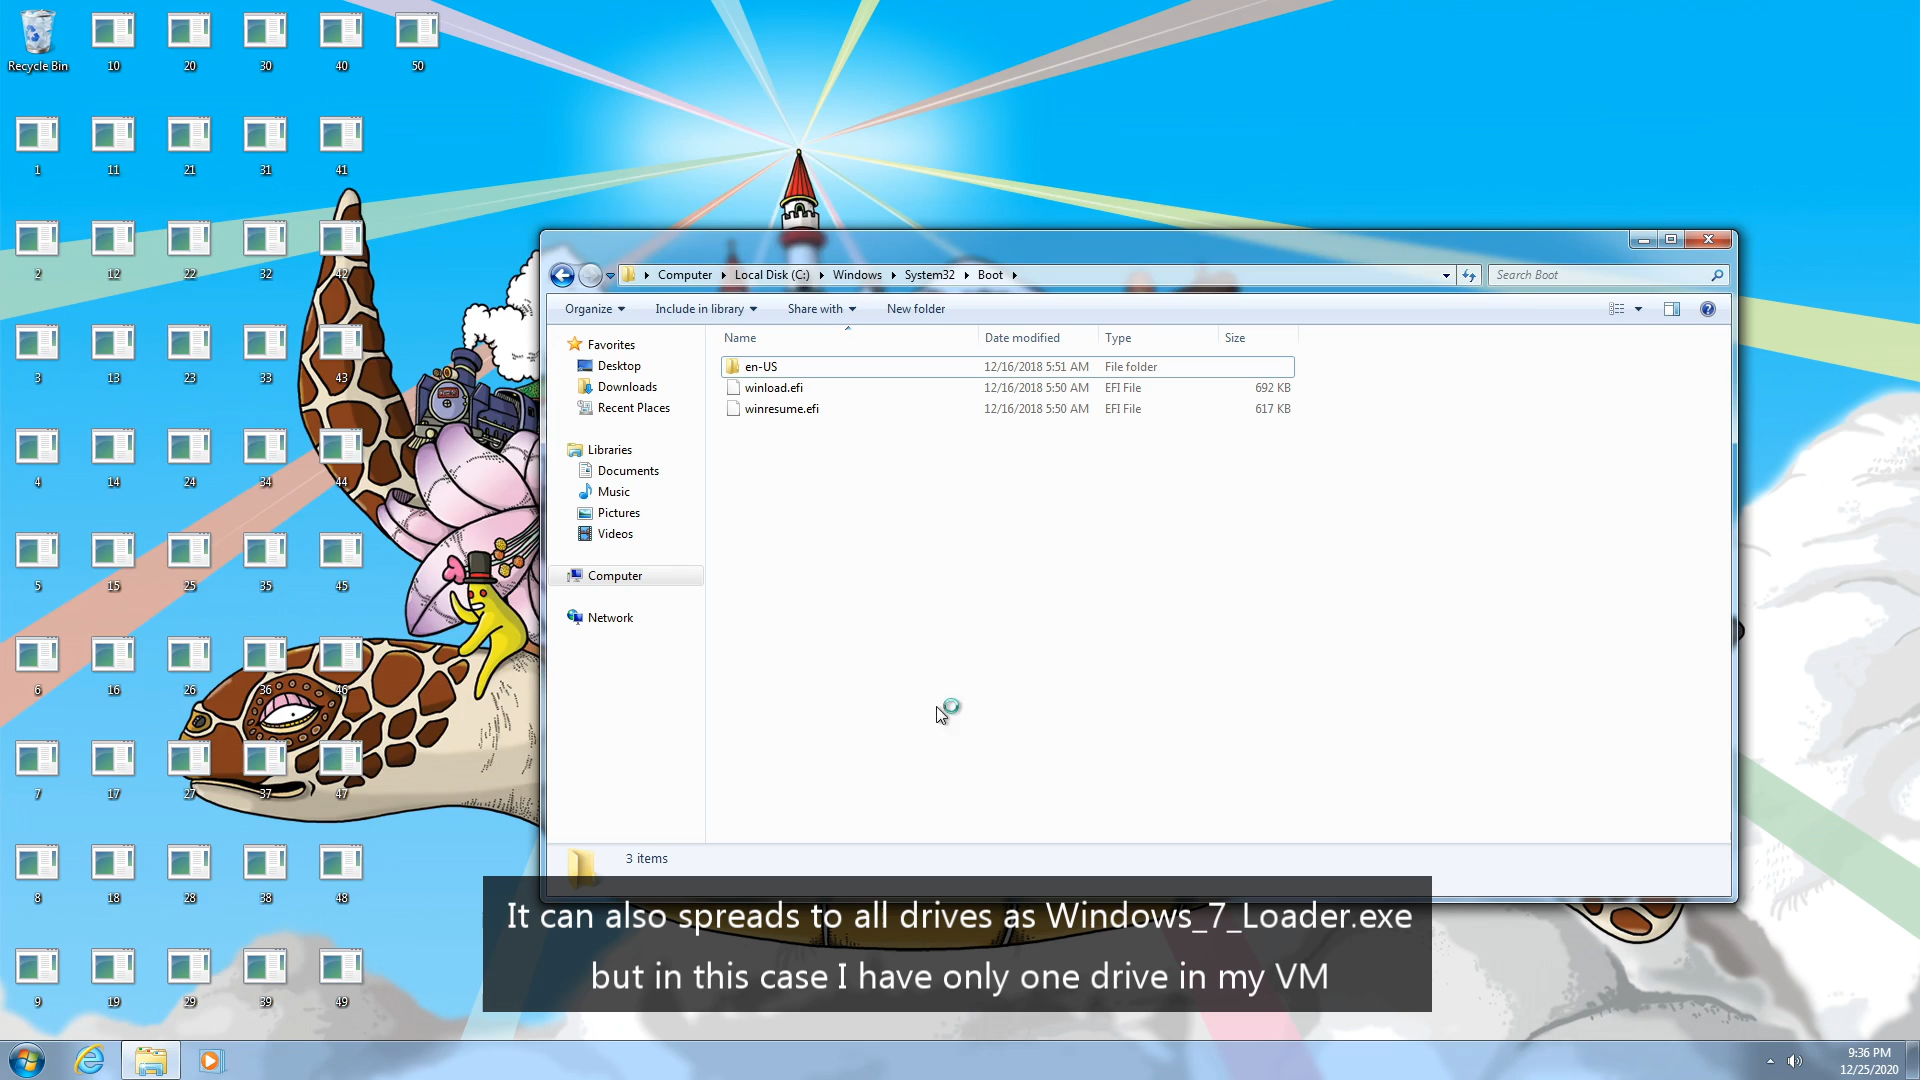 Recycle Bin
10
20
30
40
50
1
11
21
31
41
2
12
22
32
42
3
13
23
33
43
4
14
24
34
44
5
15
25
35
45
6
16
26
36
46
7
17
27
37
47
8
18
28
38
48
9
19
29
39
49
Computer Local Disk (C:) Windows System32 Boot
Search Boot
Organize Include in library Share with New folder
Name Date modified Type Size
en-US 12/16/2018 5:51 AM File folder
winload.efi 12/16/2018 5:50 AM EFI File 692 KB
winresume.efi 12/16/2018 5:50 AM EFI File 617 KB
Favorites
Desktop
Downloads
Recent Places
Libraries
Documents
Music
Pictures
Videos
Computer
Network
3 items
It can also spreads to all drives as Windows_7_Loader.exe
but in this case I have only one drive in my VM
9:36 PM
12/25/2020